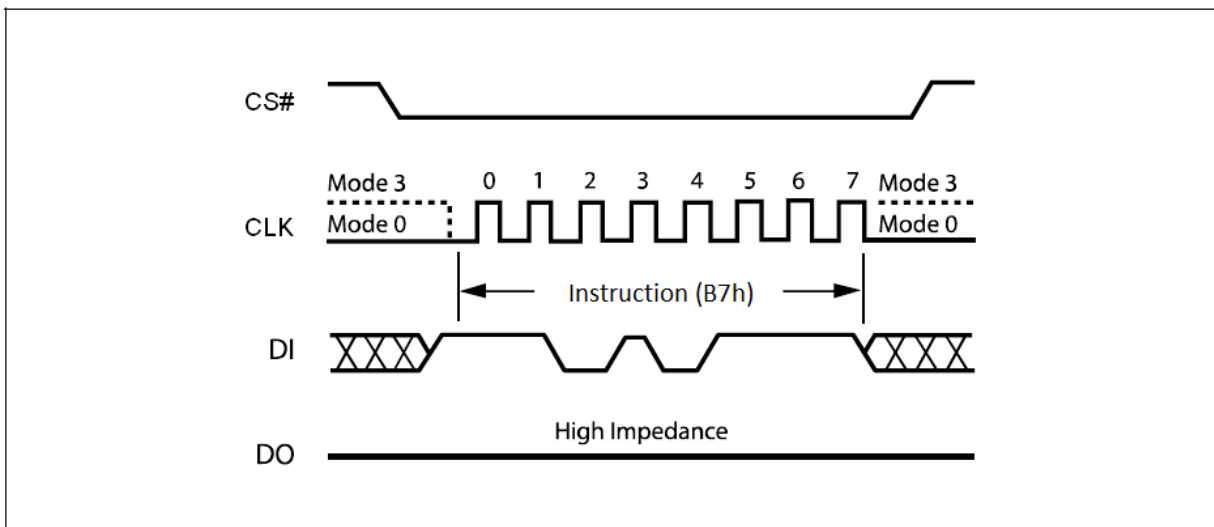 CS#
Mode 3 0 1 2 3 4 5 6 7 Mode 3
CLK Mode 0 Mode 0
Instruction (B7h)
DI
High Impedance
DO